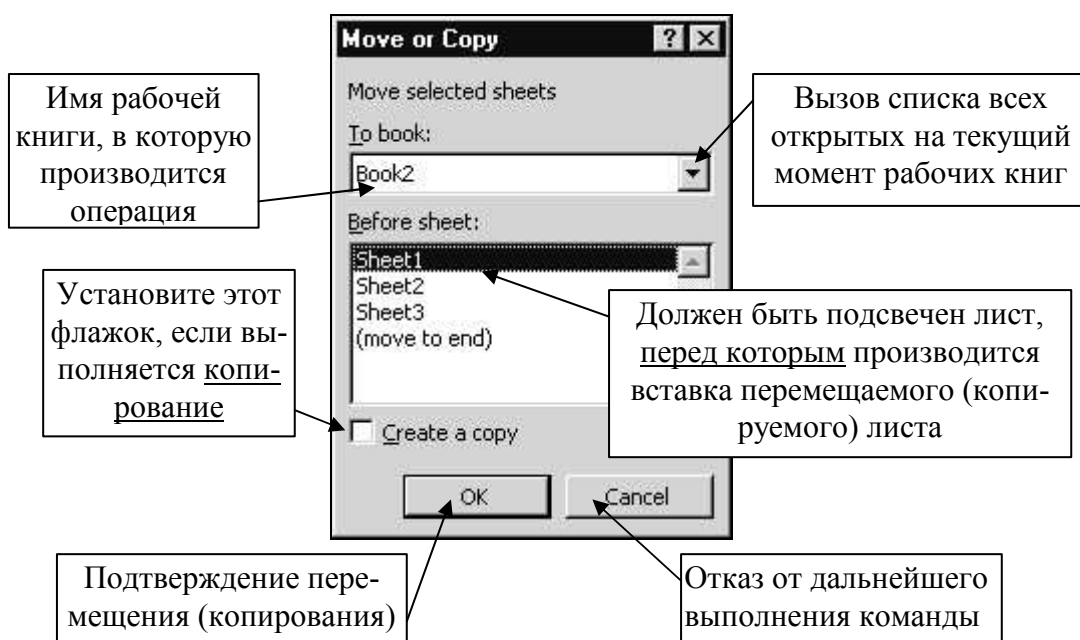 Move or Copy
Move selected sheets
To book:
Book2
Before sheet:
Sheet1
Sheet2
Sheet3
(move to end)
Create a copy
OK
Cancel
Имя рабочей
книги, в которую
производится
операция
Вызов списка всех
открытых на текущий
момент рабочих книг
Установите этот
флажок, если вы-
полняется копи-
рование
Должен быть подсвечен лист,
перед которым производится
вставка перемещаемого (копи-
руемого) листа
Подтверждение пере-
мещения (копирования)
Отказ от дальнейшего
выполнения команды